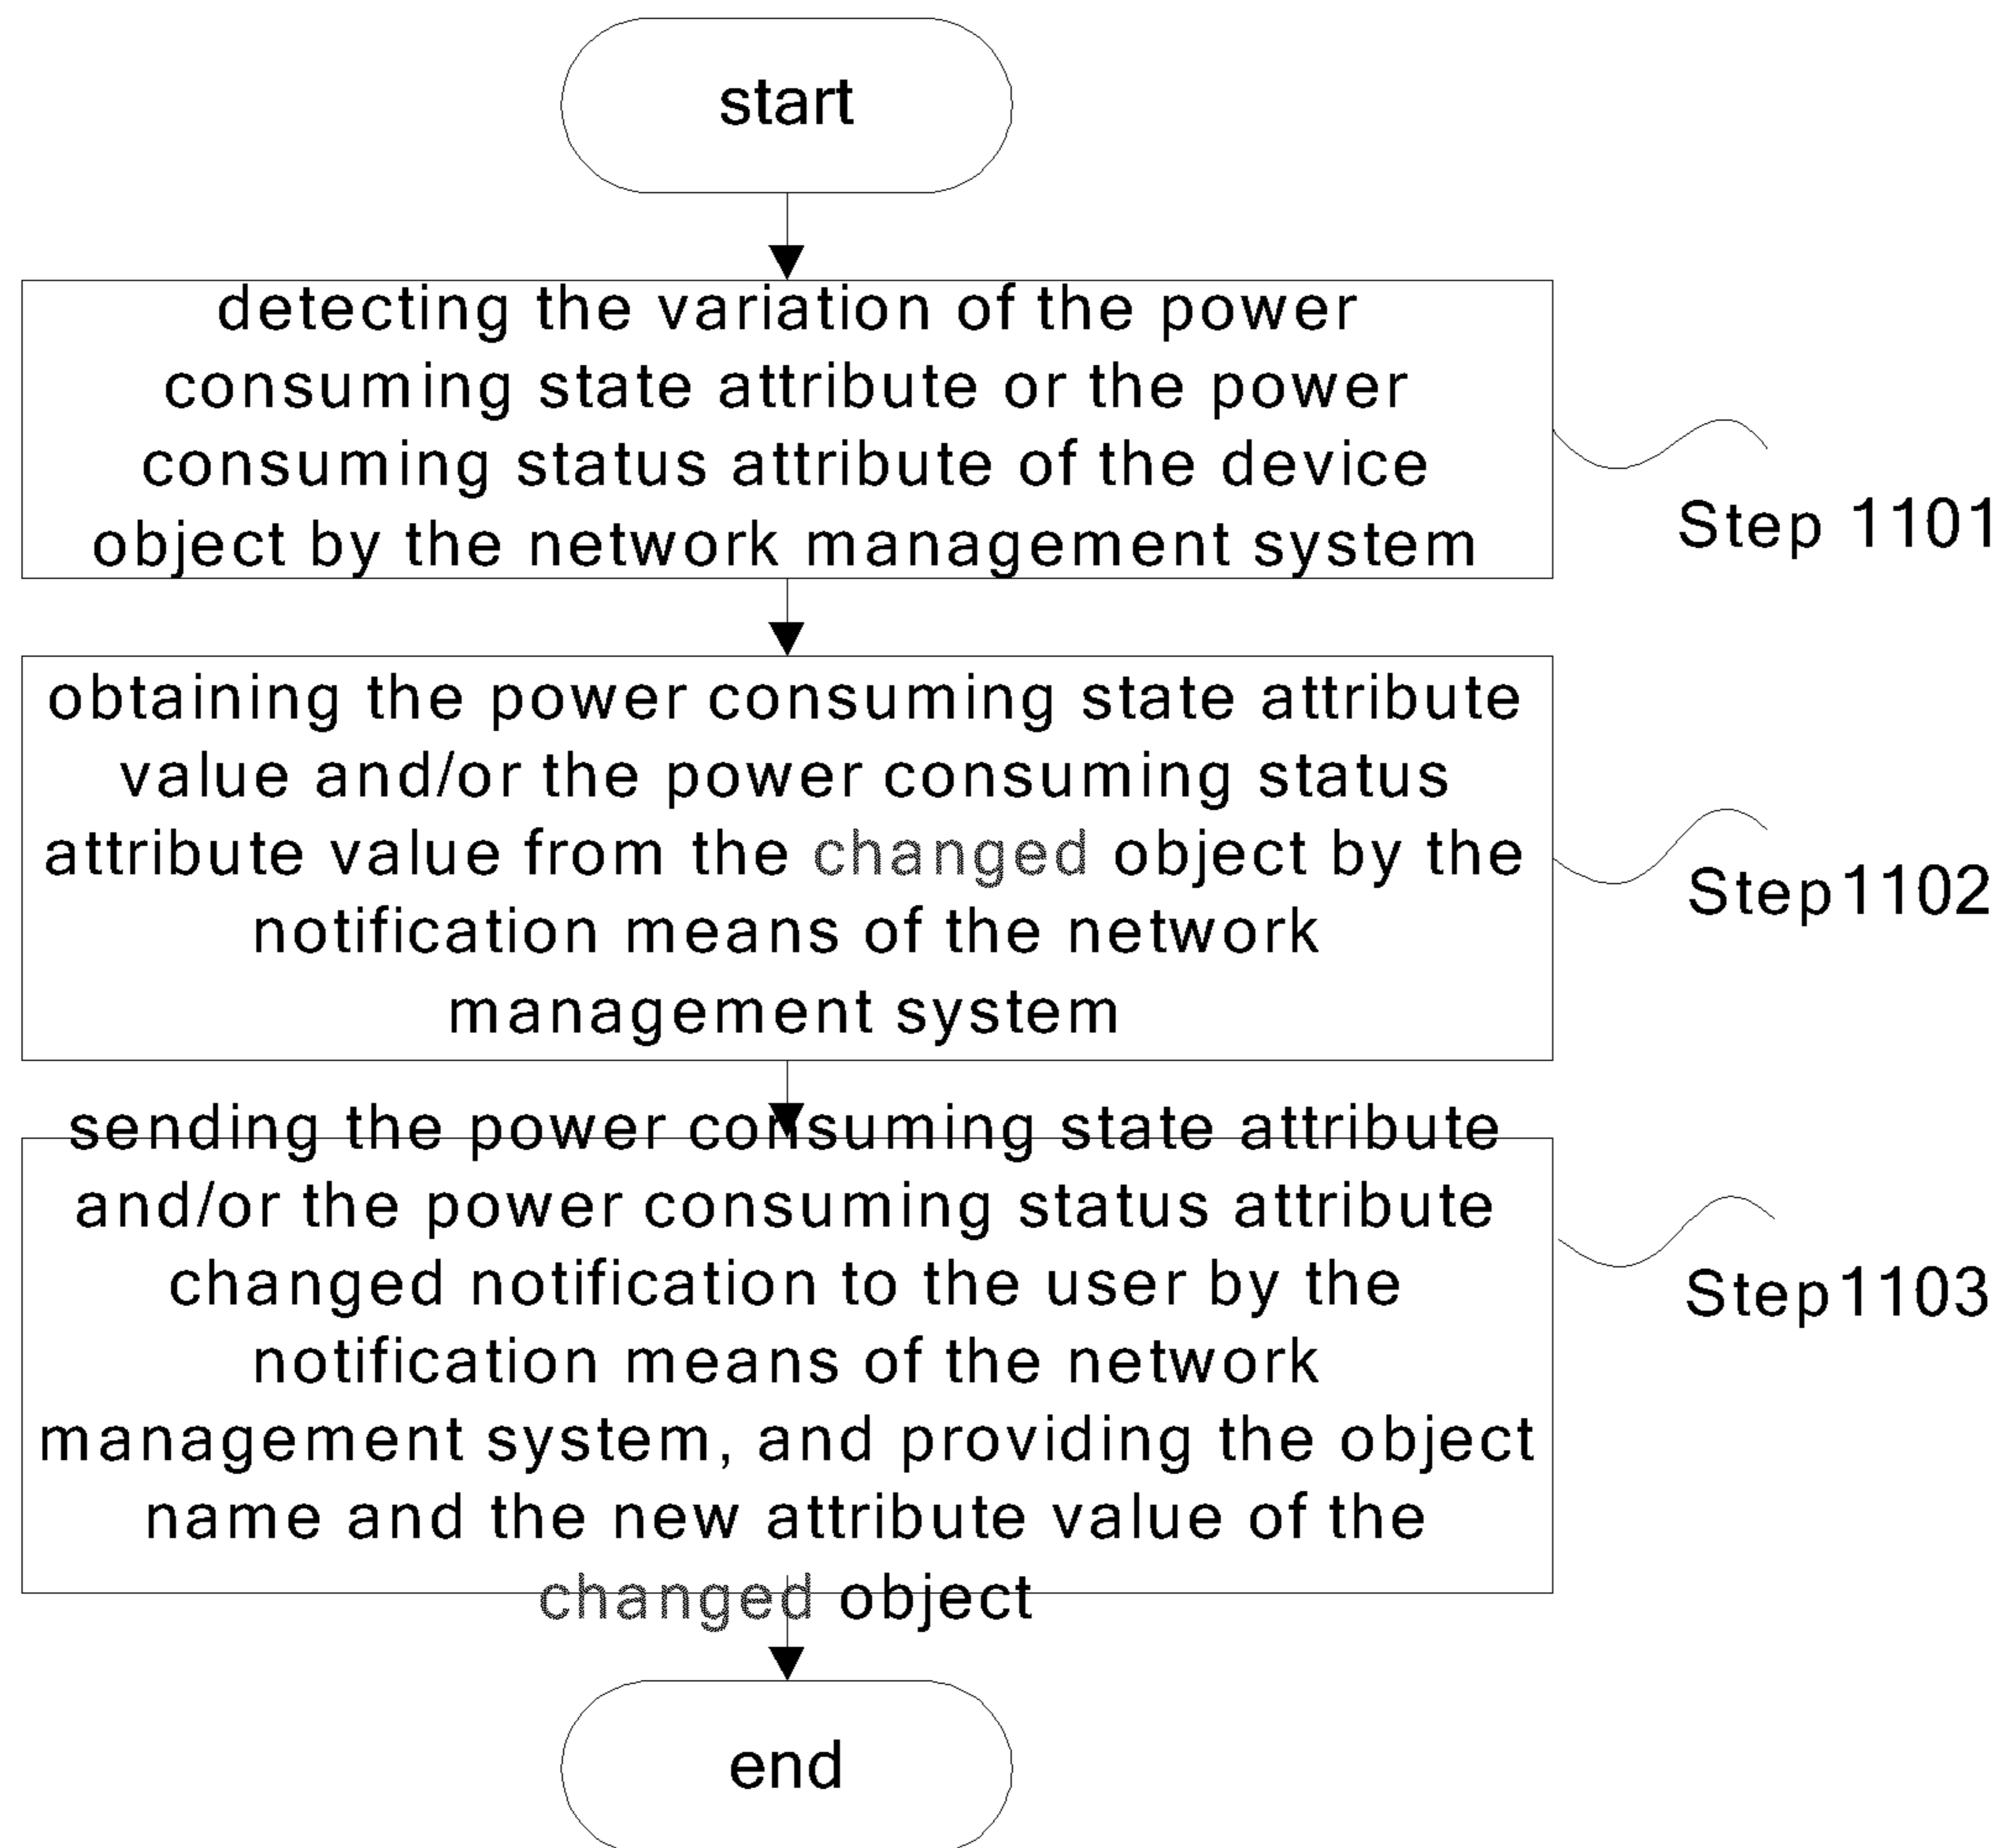 start
detecting the variation of the power
consuming state attribute or the power
consuming status attribute of the device
object by the network management system
Step 1101
obtaining the power consuming state attribute
value and/or the power consuming status
attribute value from the changed object by the
notification means of the network
management system
Step1102
sending the power consuming state attribute
and/or the power consuming status attribute
changed notification to the user by the
notification means of the network
management system, and providing the object
name and the new attribute value of the
changed object
Step1103
end